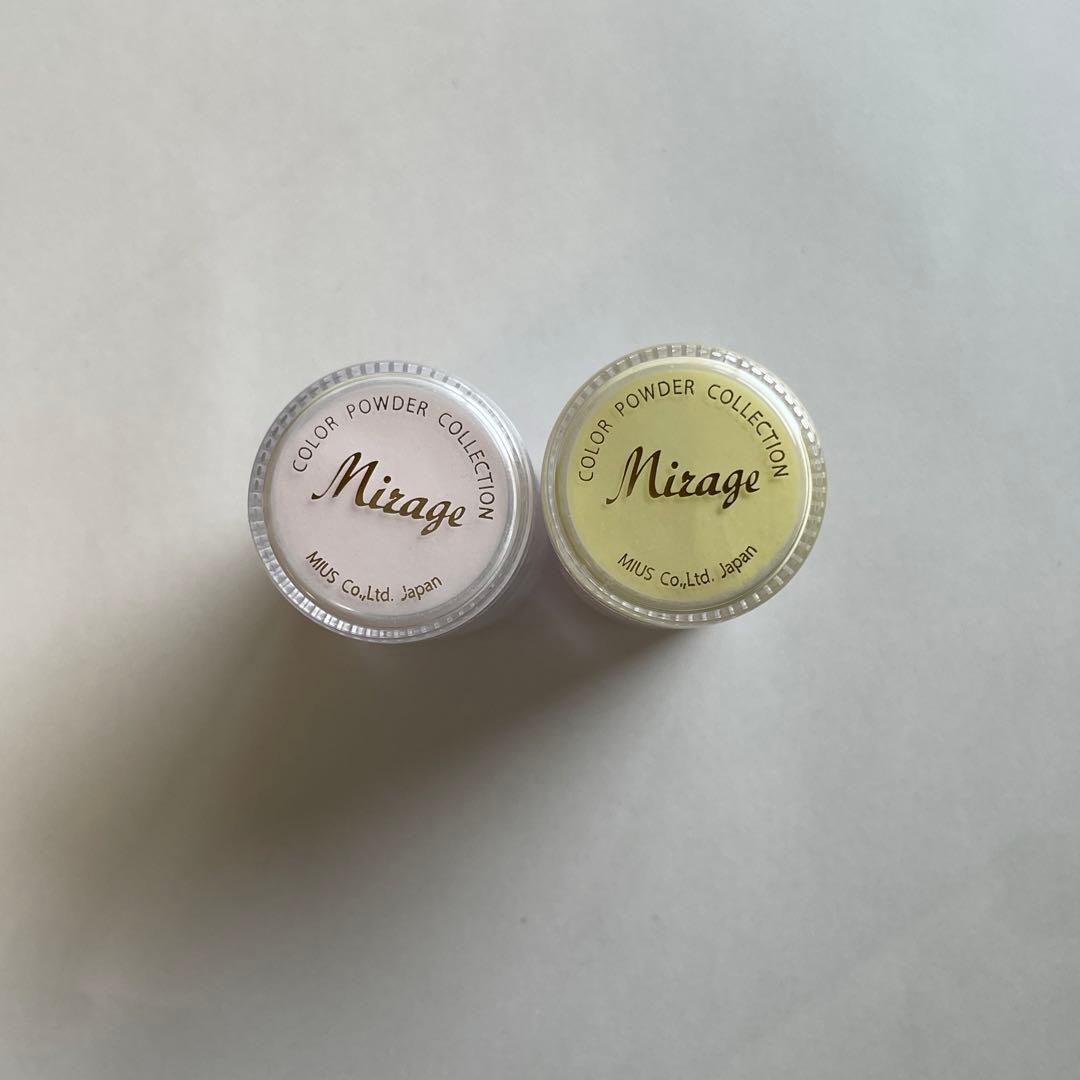 COLOR POWDER COLLECTION
Mirage
MIUS Co.,Ltd. Japan
COLOR POWDER COLLECTION
Mirage
MIUS Co.,Ltd. Japan